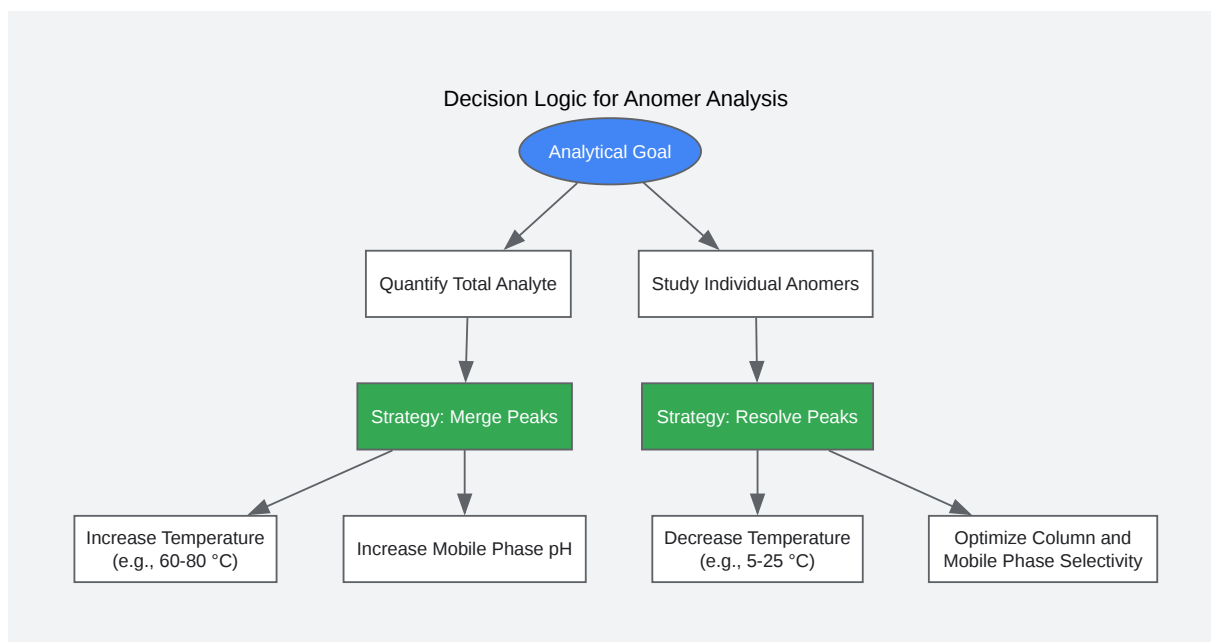 Decision Logic for Anomer Analysis
Analytical Goal
Quantify Total Analyte
Study Individual Anomers
Strategy: Merge Peaks
Strategy: Resolve Peaks
Increase Temperature
(e.g., 60-80 °C)
Increase Mobile Phase pH
Decrease Temperature
(e.g., 5-25 °C)
Optimize Column and
Mobile Phase Selectivity